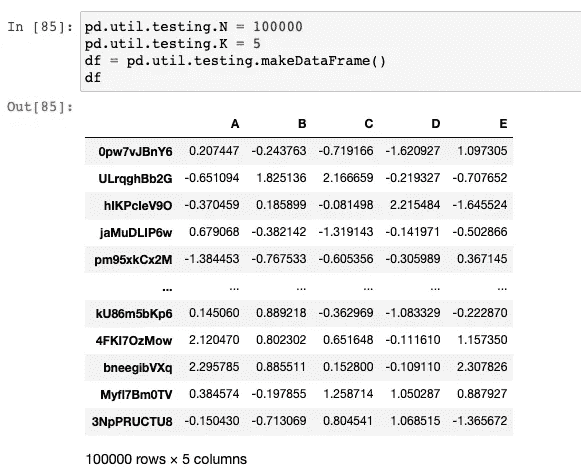 In [85]: pd.util.testing.N = 100000
pd.util.testing.K = 5
df = pd.util.testing.makeDataFrame()
df
Out[85]:
A B C D E
0pw7vJBnY6 0.207447 -0.243763 -0.719166 -1.620927 1.097305
ULrqghBb2G -0.651094 1.825136 2.166659 -0.219327 -0.707652
hIKPcIeV9O -0.370459 0.185899 -0.081498 2.215484 -1.645524
jaMuDLIP6w 0.679068 -0.382142 -1.319143 -0.141971 -0.502866
pm95xkCx2M -1.384453 -0.767533 -0.605356 -0.305989 0.367145
... ... ... ... ... ...
kU86m5bKp6 0.145060 0.889218 -0.362969 -1.083329 -0.222870
4FKI7OzMow 2.120470 0.802302 0.651648 -0.111610 1.157350
bneegibVXq 2.295785 0.885511 0.152800 -0.109110 2.307826
Myfl7Bm0TV 0.384574 -0.197855 1.258714 1.050287 0.887927
3NpPRUCTU8 -0.150430 -0.713069 0.804541 1.068515 -1.365672
100000 rows × 5 columns